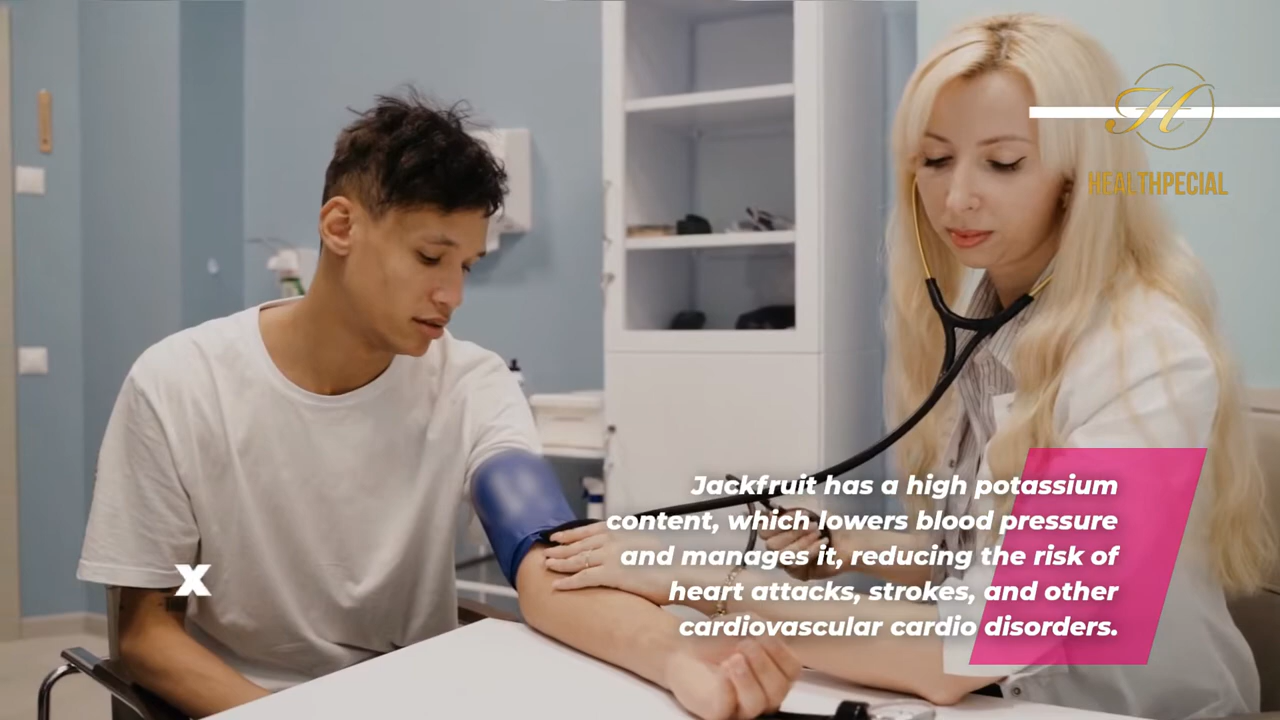 H
HEALTHPECIAL
Jackfruit has a high potassium
content, which lowers blood pressure
and manages it, reducing the risk of
heart attacks, strokes, and other
cardiovascular cardio disorders.
X